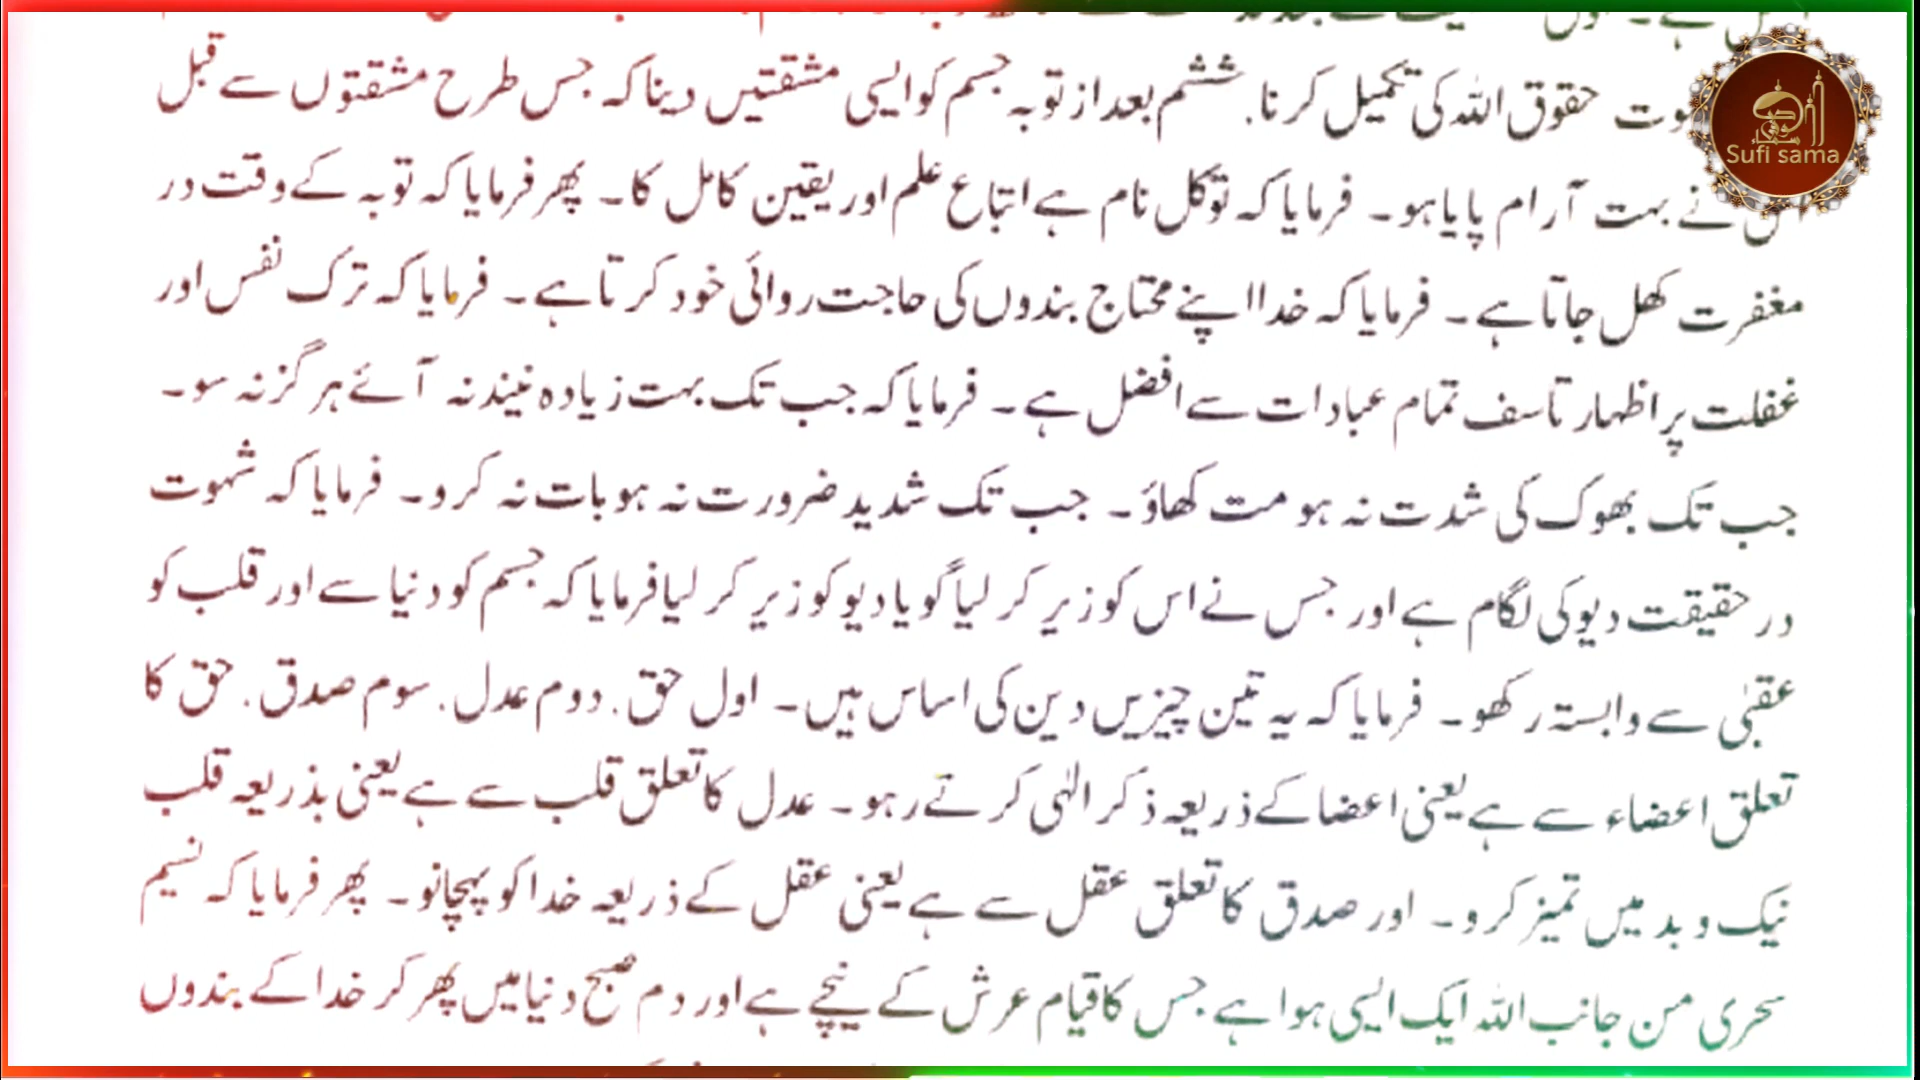 وت حقوق اللہ کی تکمیل کرنا. ششم بعد از توبہ جسم کو ایسی مشقتیں دینا کہ جس طرح مشقتوں سے قبل
نے بہت آرام پایا ہو۔ فرمایا کہ توکل نام ہے اتباع علم اور یقین کامل کا۔ پھر فرمایا کہ توبہ کے وقت در
مغفرت کھل جاتا ہے۔ فرمایا کہ خدا اپنے محتاج بندوں کی حاجت روائی خود کرتا ہے۔ فرمایا کہ ترک نفس اور
غفلت پر اظہار تاسف تمام عبادات سے افضل ہے۔ فرمایا کہ جب تک بہت زیادہ نیند نہ آئے ہرگز نہ سو۔
جب تک بھوک کی شدت نہ ہو مت کھاؤ۔ جب تک شدید ضرورت نہ ہو بات نہ کرو۔ فرمایا کہ شہوت
در حقیقت دیو کی لگام ہے اور جس نے اس کو زیر کر لیا گویا دیو کو زیر کر لیا فرمایا کہ جسم کو دنیا سے اور قلب کو
عقبٰی سے وابستہ رکھو۔ فرمایا کہ یہ تین چیزیں دین کی اساس ہیں۔ اول حق. دوم عدل. سوم صدق. حق کا
تعلق اعضاء سے ہے یعنی اعضا کے ذریعہ ذکر الٰہی کرتے رہو۔ عدل کا تعلق قلب سے ہے یعنی بذریعہ قلب
نیک و بد میں تمیز کرو۔ اور صدق کا تعلق عقل سے ہے یعنی عقل کے ذریعہ خدا کو پہچانو۔ پھر فرمایا کہ نسیم
سحری من جانب اللہ ایک ایسی ہوا ہے جس کا قیام عرش کے نیچے ہے اور دم صبح دنیا میں پھر کر خدا کے بندوں
Sufi sama